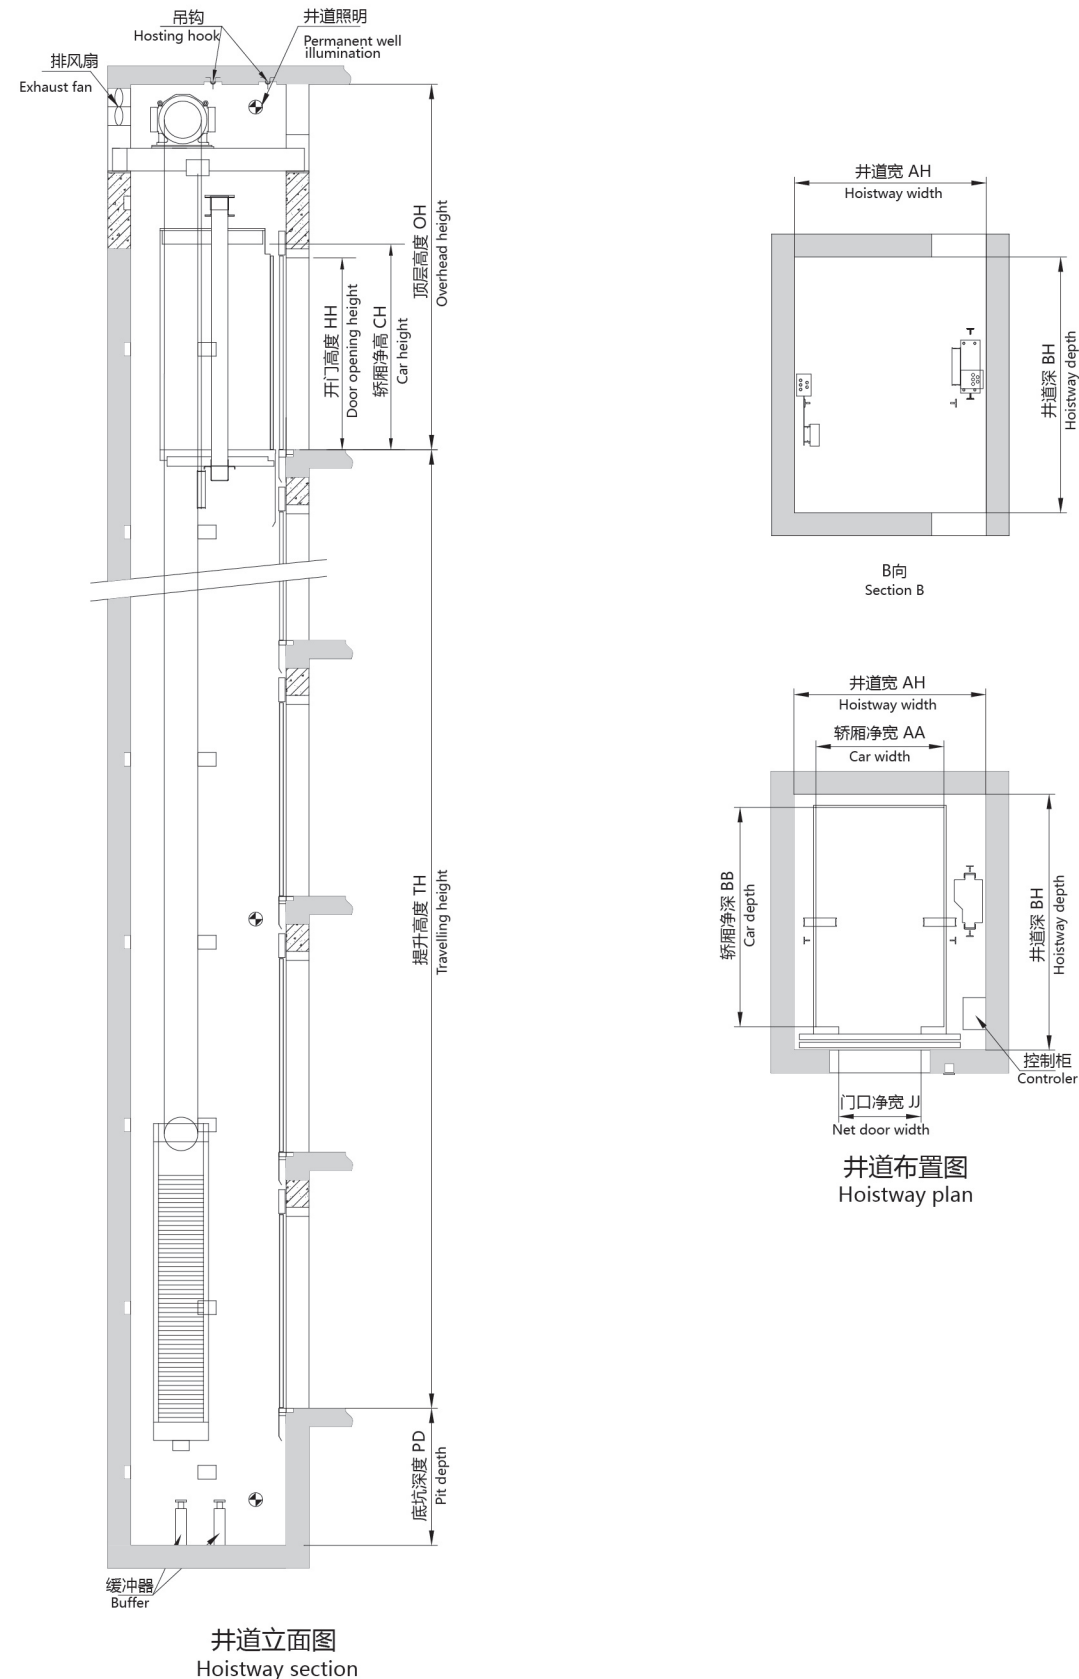 吊钩
Hosting hook
井道照明
Permanent well
illumination
排风扇
Exhaust fan
开门高度 HH
Door opening height
轿厢净高 CH
Car height
顶层高度 OH
Overhead height
提升高度 TH
Travelling height
底坑深度 PD
Pit depth
缓冲器
Buffer
井道立面图
Hoistway section
井道宽 AH
Hoistway width
井道深 BH
Hoistway depth
B向
Section B
井道宽 AH
Hoistway width
轿厢净宽 AA
Car width
轿厢净深 BB
Car depth
井道深 BH
Hoistway depth
控制柜
Controler
门口净宽 JJ
Net door width
井道布置图
Hoistway plan